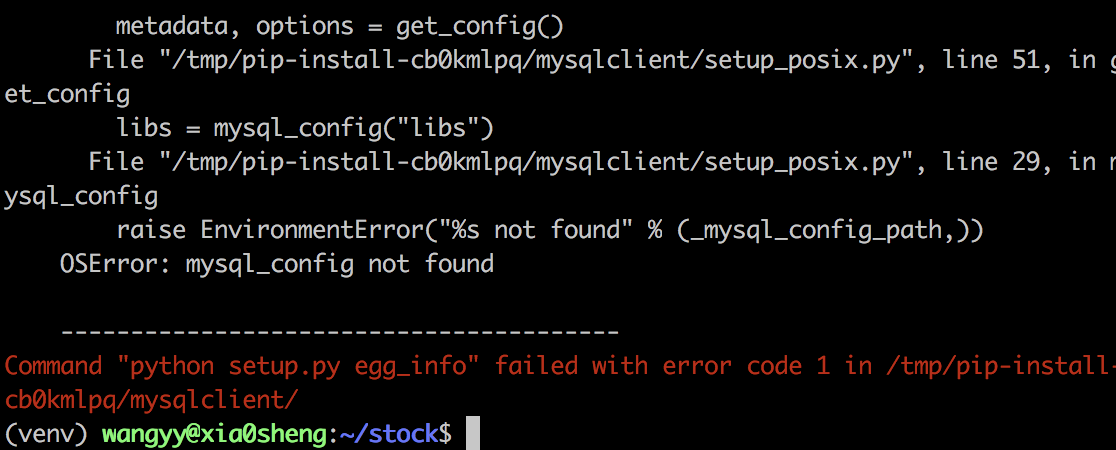 metadata, options = get_config()
File "/tmp/pip-install-cb0kmlpq/mysqlclient/setup_posix.py", line 51, in g
et_config
libs = mysql_config("libs")
File "/tmp/pip-install-cb0kmlpq/mysqlclient/setup_posix.py", line 29, in m
ysql_config
raise EnvironmentError("%s not found" % (_mysql_config_path,))
OSError: mysql_config not found
----------------------------------------
Command "python setup.py egg_info" failed with error code 1 in /tmp/pip-install-
cb0kmlpq/mysqlclient/
(venv) wangyy@xia0sheng:~/stock$